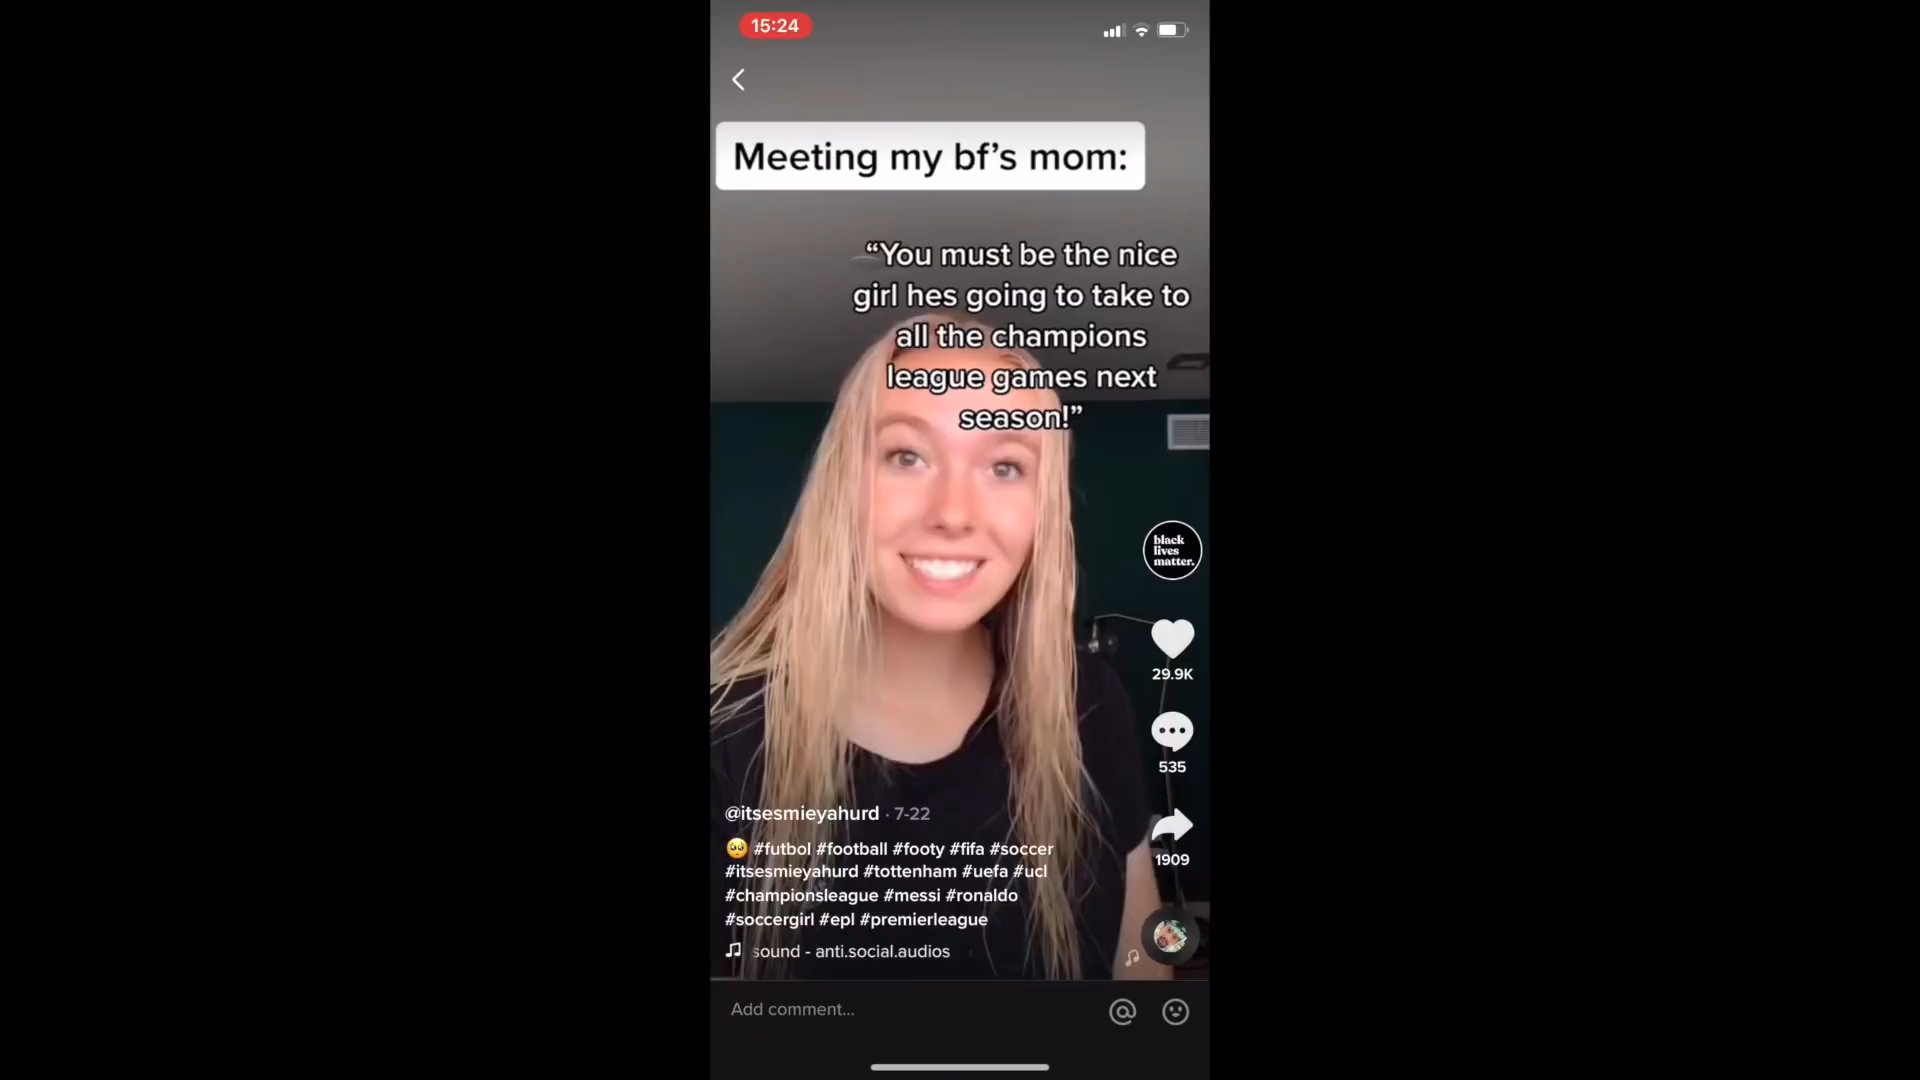 15:24
Meeting my bf’s mom:
“You must be the nice
girl hes going to take to
all the champions
league games next
season!”
black
lives
matter.
29.9K
535
1909
@itsesmieyahurd · 7-22
🥺 #futbol #football #footy #fifa #soccer
#itsesmieyahurd #tottenham #uefa #ucl
#championsleague #messi #ronaldo
#soccergirl #epl #premierleague
sound - anti.social.audios
Add comment...